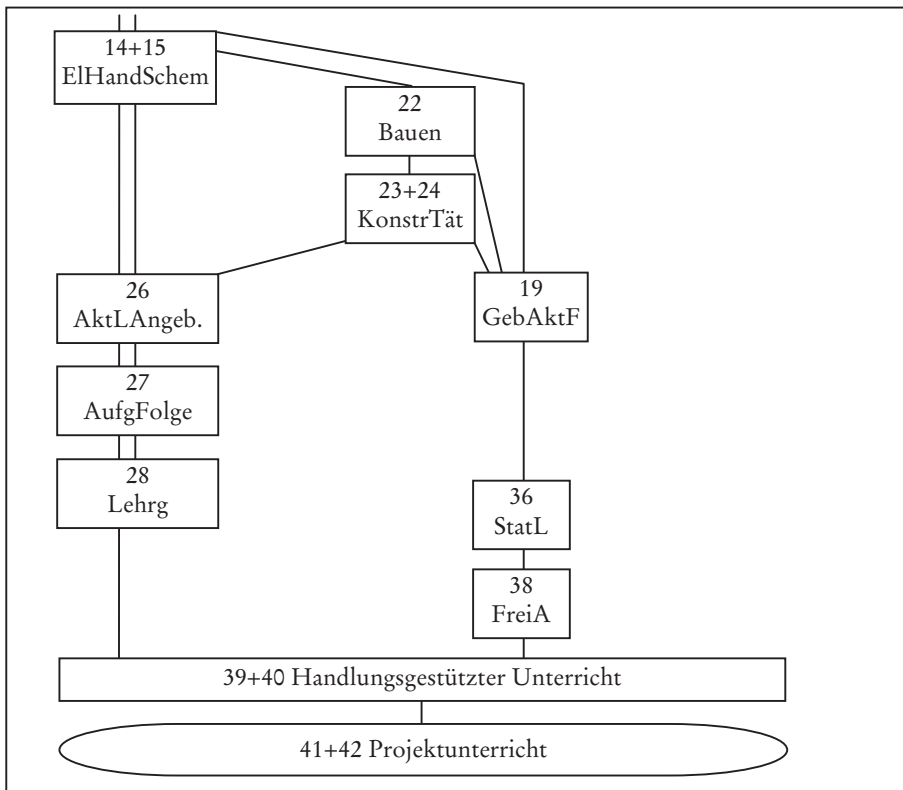 14+15
ElHandSchem
22
Bauen
23+24
KonstrTät
26
AktLAngeb.
19
GebAktF
27
AufgFolge
28
Lehrg
36
StatL
38
FreiA
39+40 Handlungsgestützter Unterricht
41+42 Projektunterricht